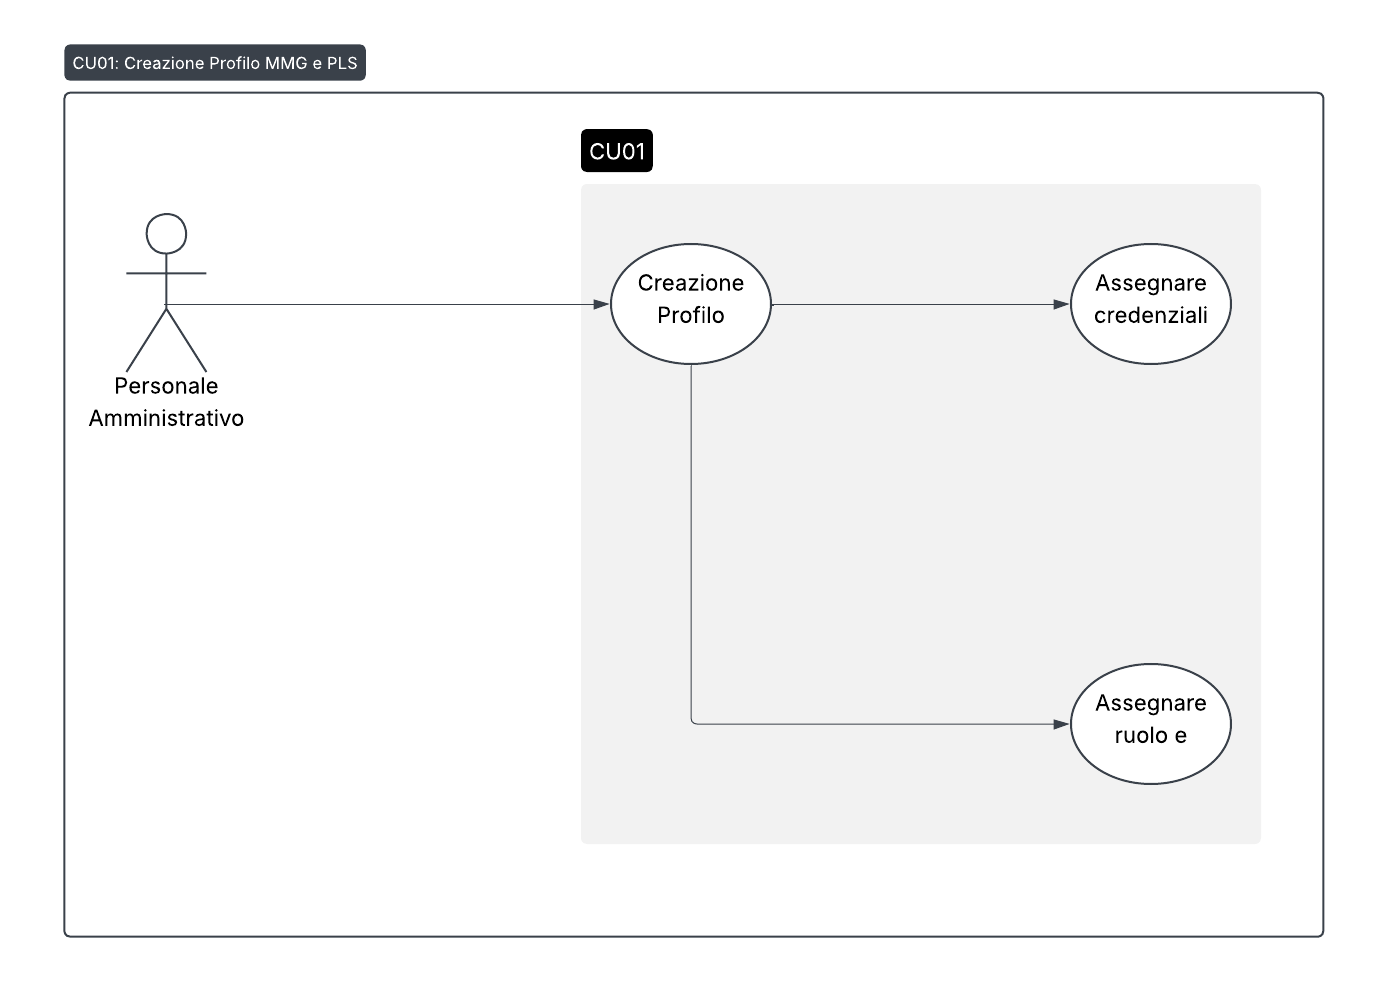 CU01: Creazione Profilo MMG e PLS
CU01
Creazione
Profilo
Assegnare
credenziali
Personale
Amministrativo
Assegnare
ruolo e